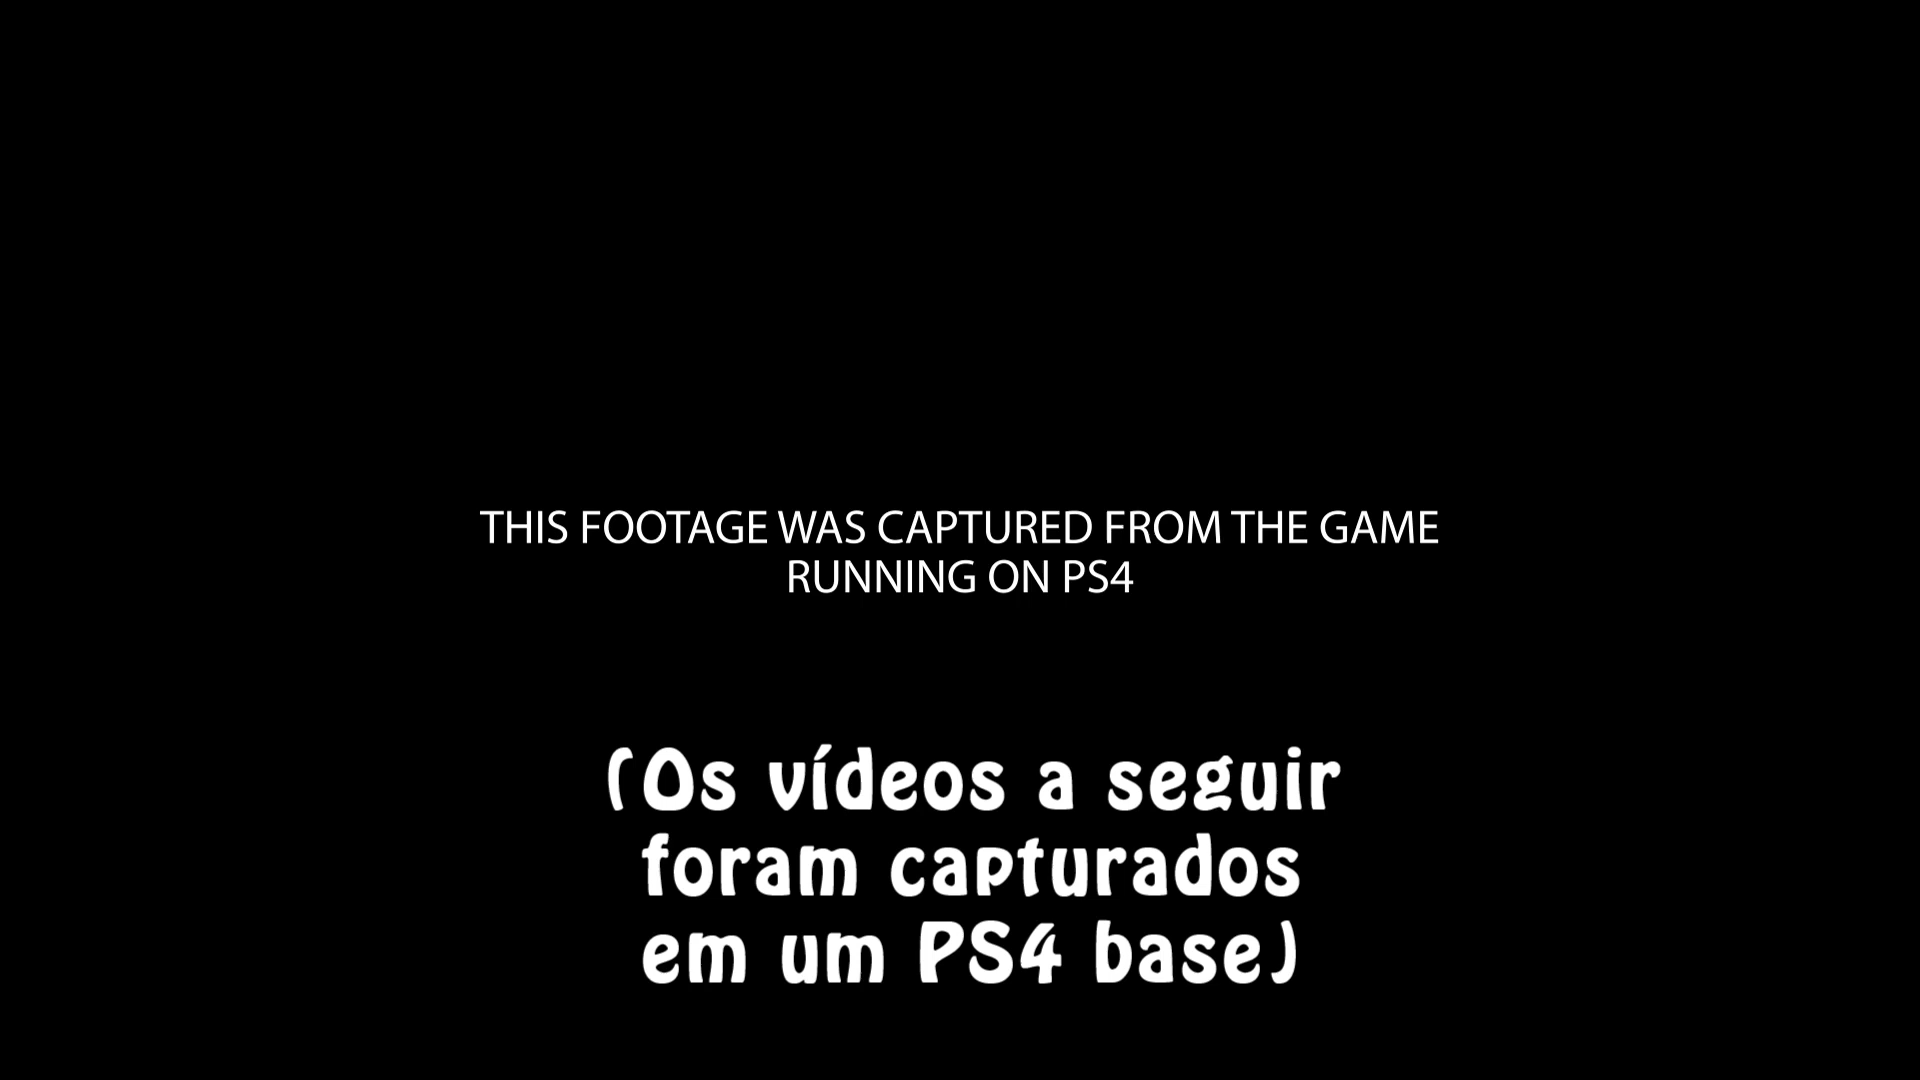 THIS FOOTAGE WAS CAPTURED FROM THE GAME
RUNNING ON PS4
(Os vídeos a seguir
foram capturados
em um PS4 base)